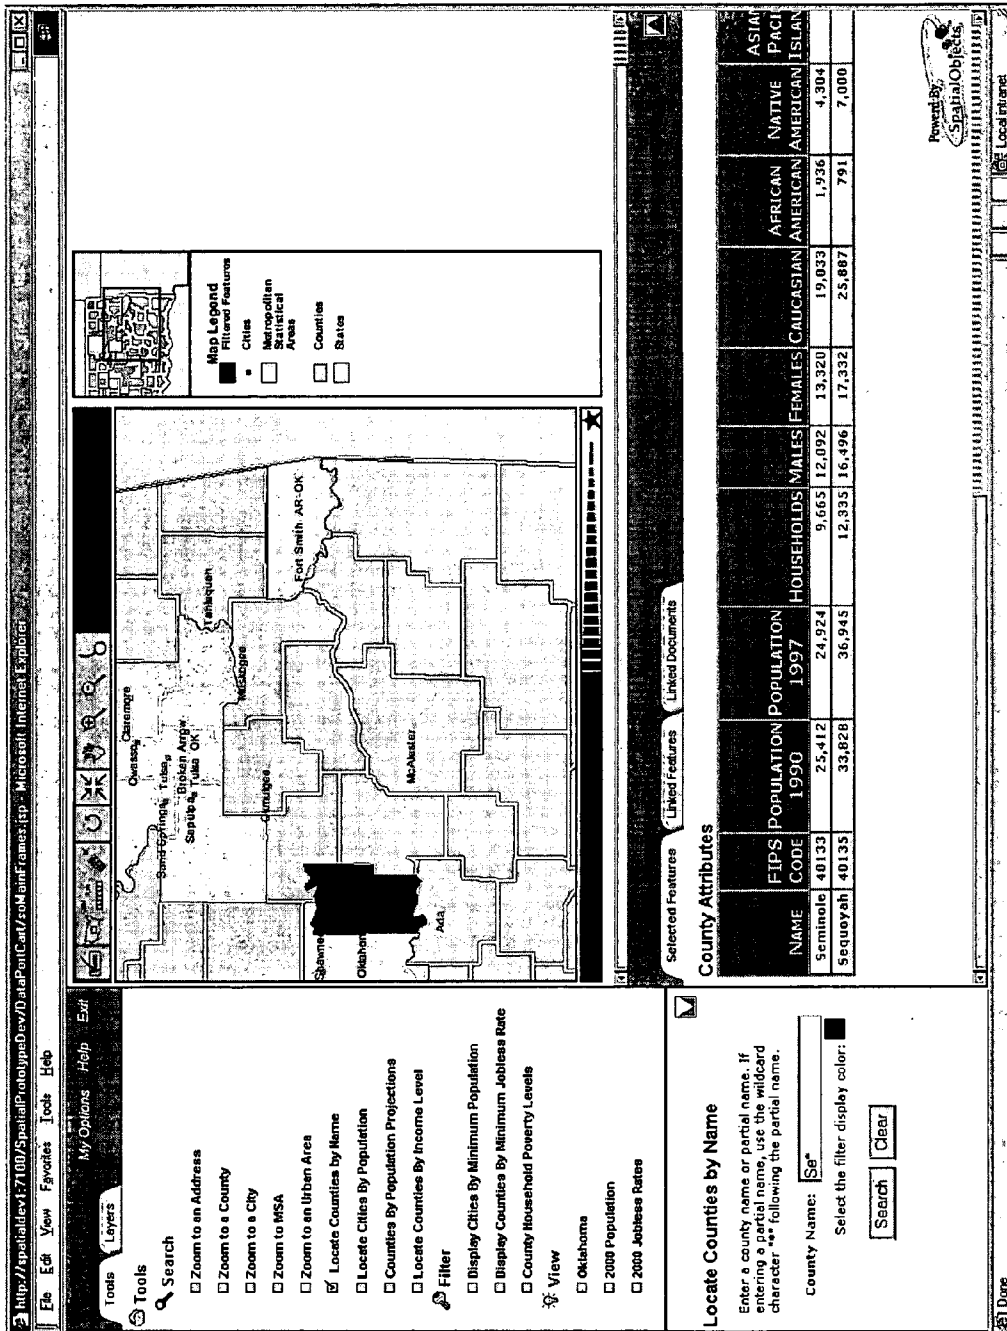 http://spatialdev1:7100/SpatialPrototypeDev/DataPortCart/soMainFrames.jsp - Microsoft Internet Explorer
File Edit View Favorites Tools Help
My Options Help Exit
Tools Layers
Tools
Search
Zoom to an Address
Zoom to a County
Zoom to a City
Zoom to MSA
Zoom to an Urban Area
Locate Counties by Name
Locate Cities By Population
Counties By Population Projections
Locate Counties By Income Level
Filter
Display Cities By Minimum Population
Display Counties By Minimum Jobless Rate
County Household Poverty Levels
View
Oklahoma
2000 Population
2000 Jobless Rates
Owasso Claremore
Sand Springs Tulsa
Broken Arrow
Sapulpa Tulsa OK
Tahlequah
Muskogee
Okmulgee
Fort Smith AR-OK
Shawnee
Oklahom
McAlester
Ada
Map Legend
Filtered Features
Cities
Metropolitan
Statistical
Areas
Counties
States
Locate Counties by Name
Enter a county name or partial name. If
entering a partial name, use the wildcard
character "*" following the partial name.
County Name: Se*
Select the filter display color:
Search Clear
Selected Features Linked Features Linked Documents
County Attributes
NAME FIPS CODE POPULATION 1990 POPULATION 1997 HOUSEHOLDS MALES FEMALES CAUCASIAN AFRICAN AMERICAN NATIVE AMERICAN ASIAN PACI ISLAN
Seminole 40133 25,412 24,924 9,665 12,092 13,320 19,033 1,936 4,304
Sequoyah 40135 33,828 36,945 12,335 16,496 17,332 25,887 791 7,000
Powered By
SpatialObjects
Done
Local intranet